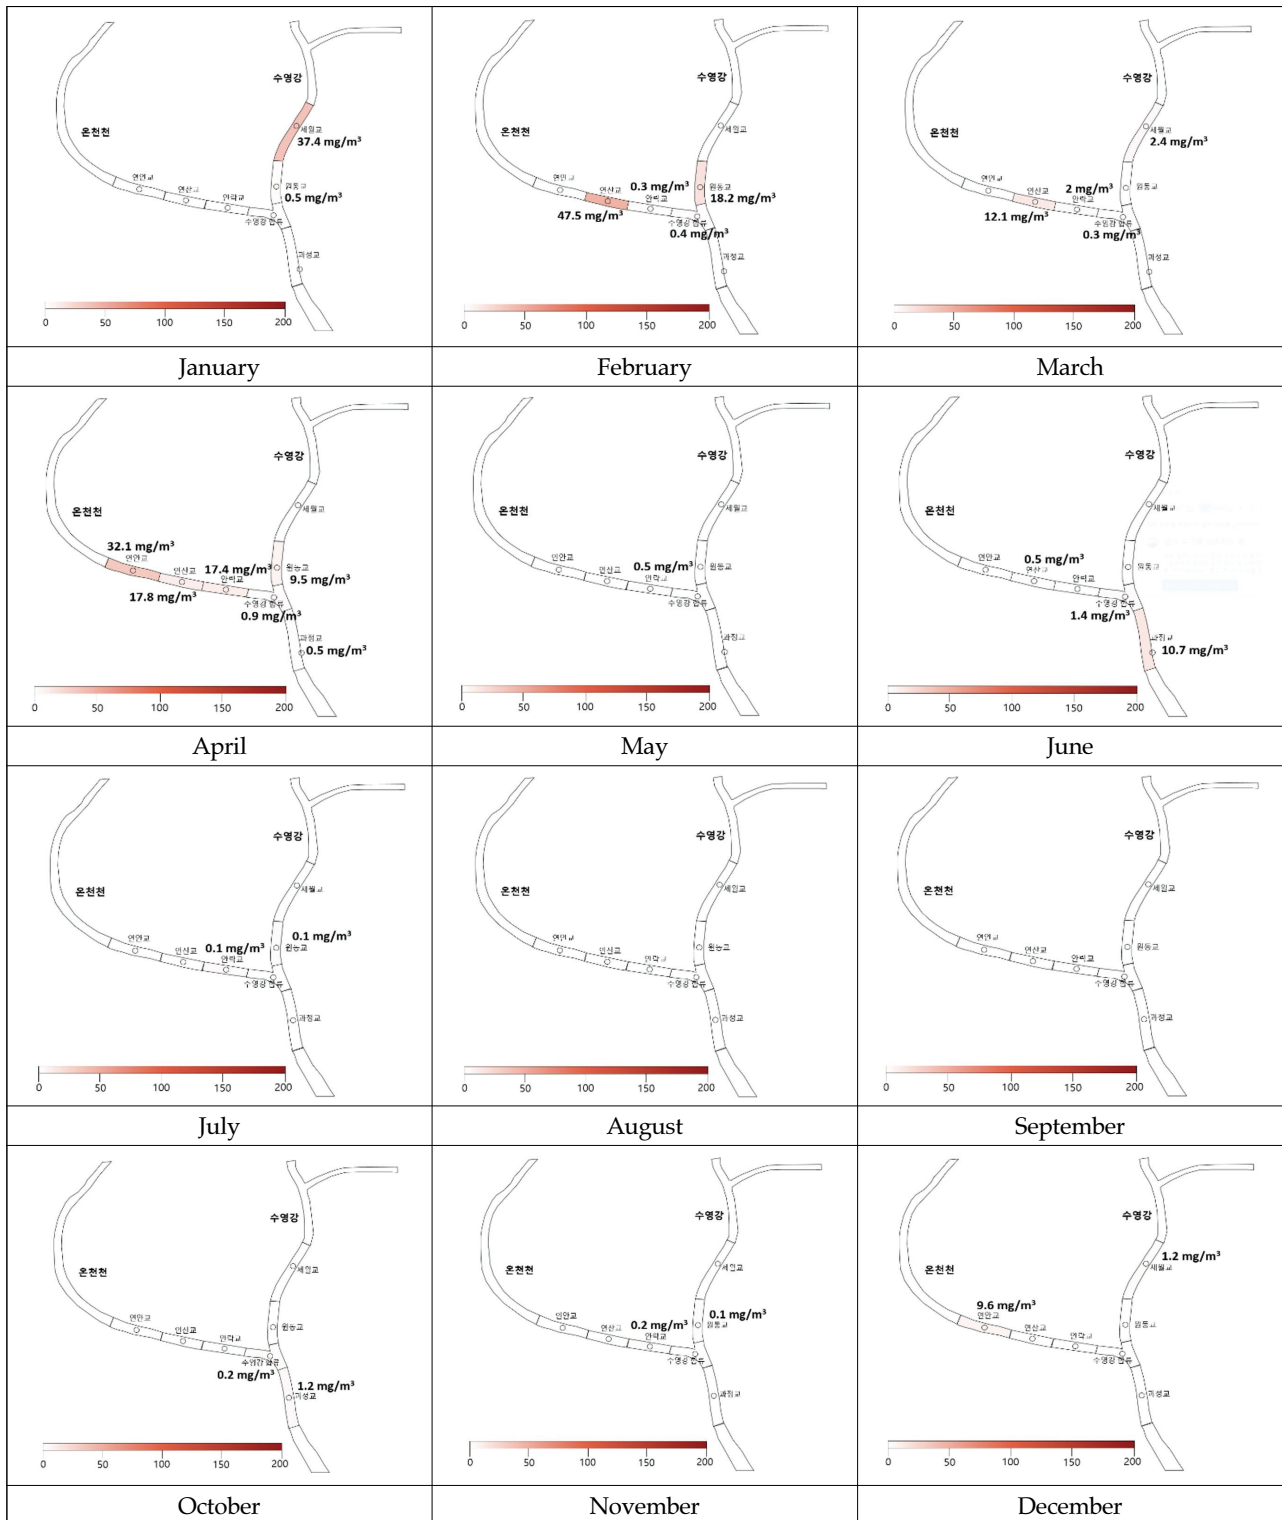 수영강
온천천
세월교
37.4 mg/m³
연안교
연산교
안락교
원동교
0.5 mg/m³
수영강 합류
과정교
0 50 100 150 200
January
수영강
온천천
세월교
연안교
연산교
0.3 mg/m³
원동교
18.2 mg/m³
안락교
47.5 mg/m³
수영강 합류
0.4 mg/m³
과정교
0 50 100 150 200
February
수영강
온천천
세월교
2.4 mg/m³
연안교
연산교
2 mg/m³
원동교
안락교
12.1 mg/m³
수영강 합류
0.3 mg/m³
과정교
0 50 100 150 200
March
수영강
온천천
세월교
32.1 mg/m³
연안교
17.4 mg/m³
원동교
연산교
안락교
9.5 mg/m³
17.8 mg/m³
수영강 합류
0.9 mg/m³
과정교
0.5 mg/m³
0 50 100 150 200
April
수영강
온천천
세월교
연안교
0.5 mg/m³
원동교
연산교
안락교
수영강 합류
과정교
0 50 100 150 200
May
수영강
온천천
세월교
0.5 mg/m³
연안교
연산교
안락교
원동교
수영강 합류
1.4 mg/m³
과정교
10.7 mg/m³
0 50 100 150 200
June
수영강
온천천
세월교
0.1 mg/m³
연안교
0.1 mg/m³
원동교
연산교
안락교
수영강 합류
과정교
0 50 100 150 200
July
수영강
온천천
세월교
연안교
연산교
안락교
원동교
수영강 합류
과정교
0 50 100 150 200
August
수영강
온천천
세월교
연안교
연산교
안락교
원동교
수영강 합류
과정교
0 50 100 150 200
September
수영강
온천천
세월교
연안교
연산교
안락교
원동교
수영강 합류
0.2 mg/m³
1.2 mg/m³
과정교
0 50 100 150 200
October
수영강
온천천
세월교
0.1 mg/m³
연안교
0.2 mg/m³
원동교
연산교
안락교
수영강 합류
과정교
0 50 100 150 200
November
수영강
1.2 mg/m³
온천천
세월교
9.6 mg/m³
연안교
연산교
안락교
원동교
수영강 합류
과정교
0 50 100 150 200
December